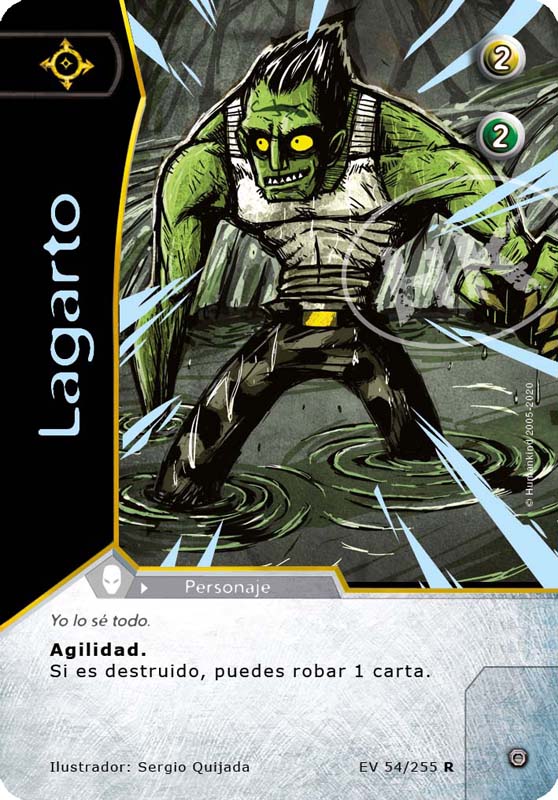 2
2
Lagarto
HK
© Humankind 2005-2020
Personaje
Yo lo sé todo.
Agilidad.
Si es destruido, puedes robar 1 carta.
Ilustrador: Sergio Quijada
EV 54/255 R